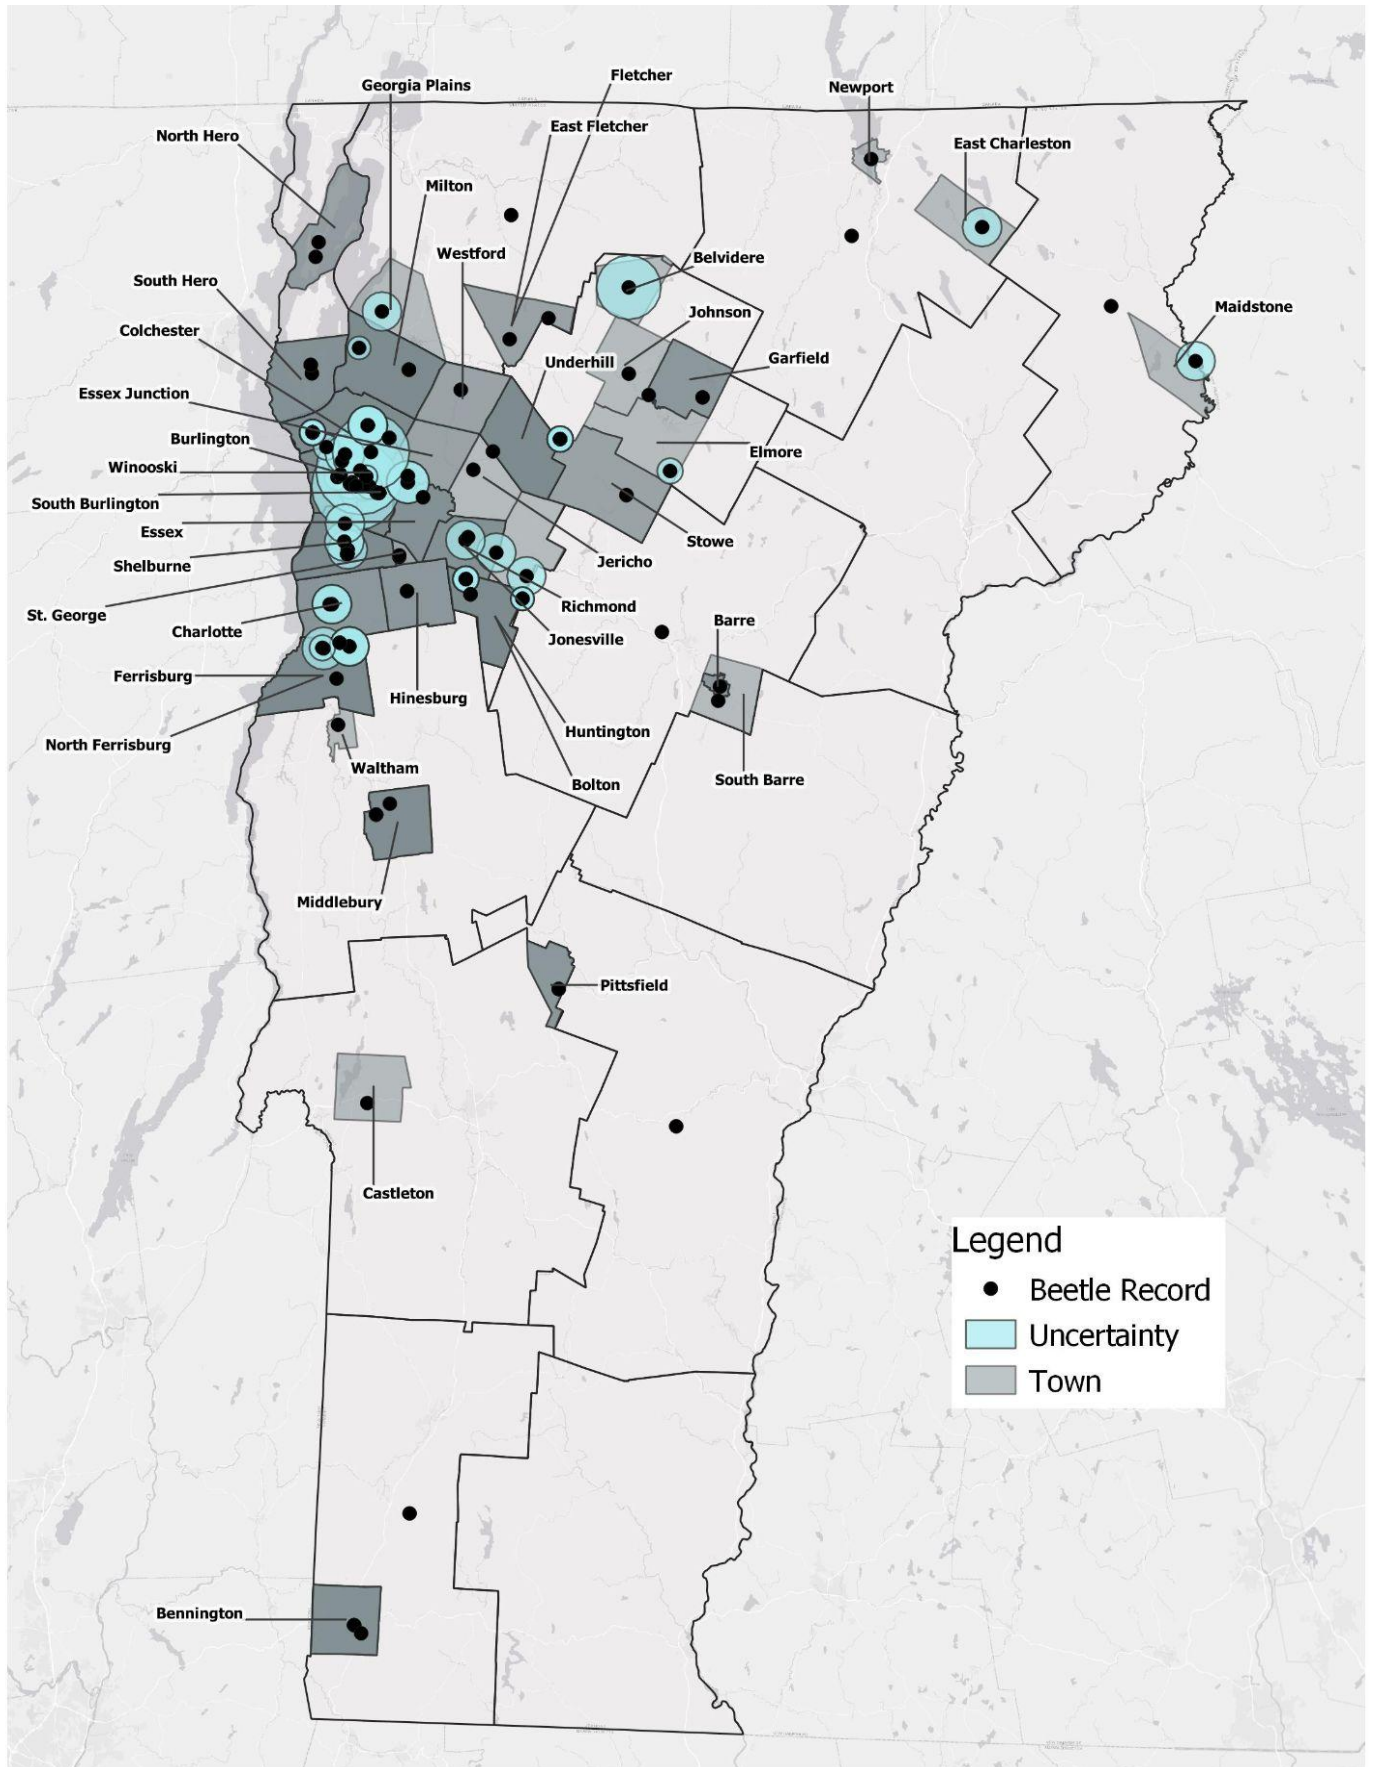 Fletcher
Georgia Plains
Newport
East Fletcher
North Hero
East Charleston
Milton
Westford
Belvidere
South Hero
Maidstone
Johnson
Colchester
Garfield
Underhill
Essex Junction
Burlington
Elmore
Winooski
South Burlington
Essex
Stowe
Jericho
Shelburne
Richmond
St. George
Barre
Charlotte
Jonesville
Ferrisburg
Hinesburg
Huntington
North Ferrisburg
Waltham
South Barre
Bolton
Middlebury
Pittsfield
Castleton
Legend
Beetle Record
Uncertainty
Town
Bennington